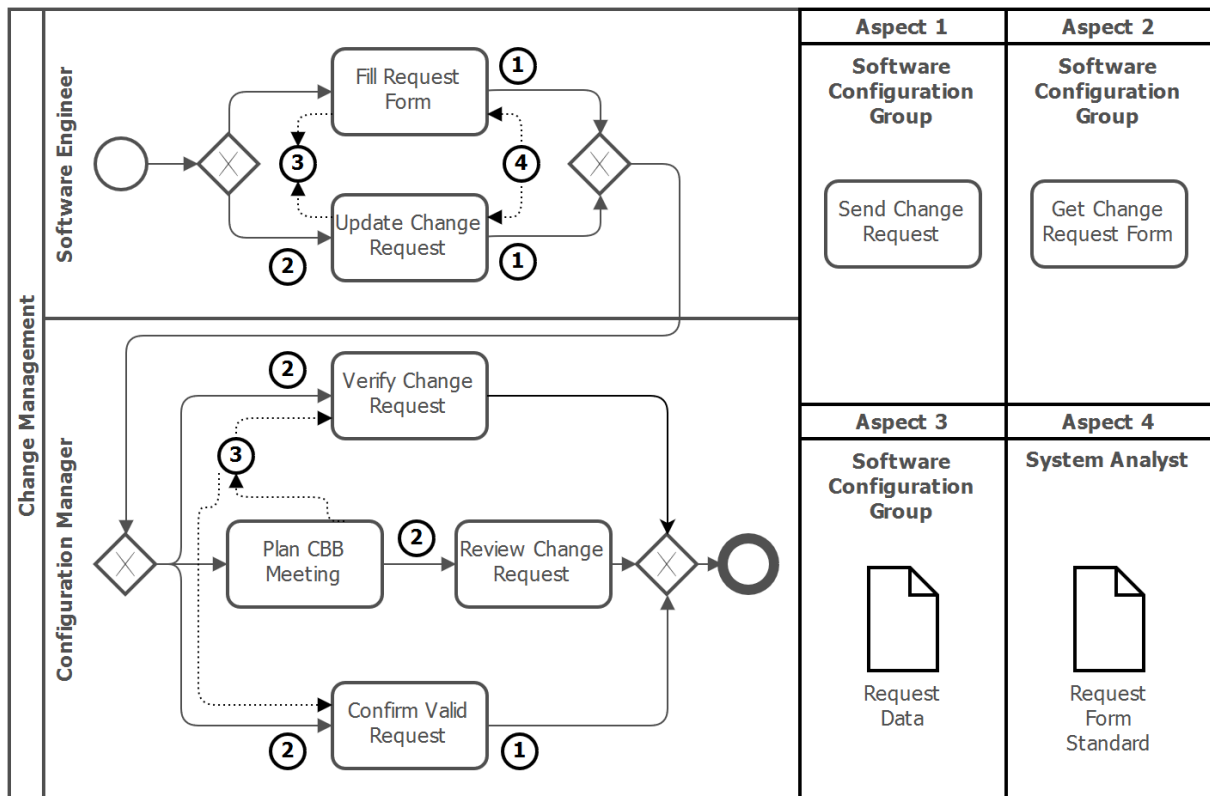 Change Management
Software Engineer
Fill Request
Form
1
3
4
Update Change
Request
2
1
Configuration Manager
2
Verify Change
Request
3
Plan CBB
Meeting
2
Review Change
Request
Confirm Valid
Request
2
1
Aspect 1
Software
Configuration
Group
Send Change
Request
Aspect 2
Software
Configuration
Group
Get Change
Request Form
Aspect 3
Software
Configuration
Group
Request
Data
Aspect 4
System Analyst
Request
Form
Standard